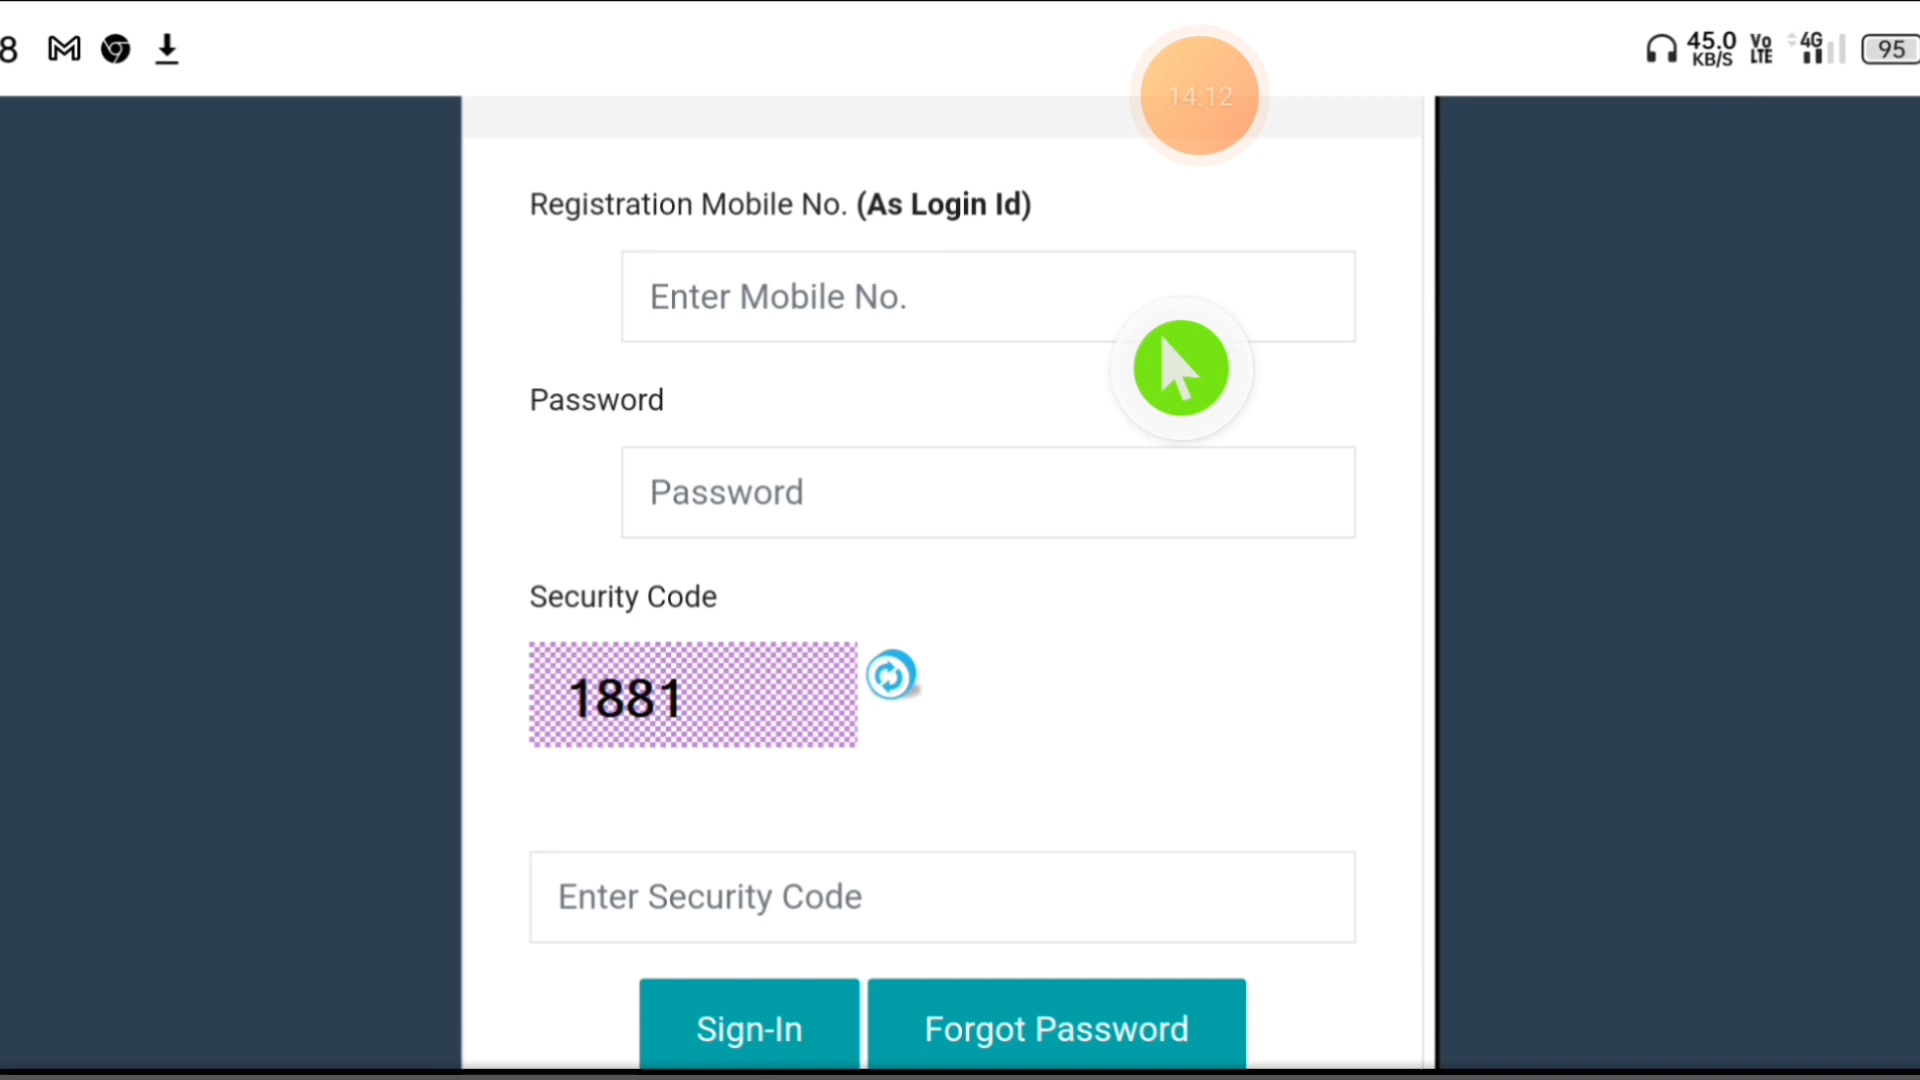 8
45.0 KB/S Vo LTE 4G 95
14:12
Registration Mobile No. (As Login Id)
Enter Mobile No.
Password
Password
Security Code
1881
Enter Security Code
Sign-In Forgot Password